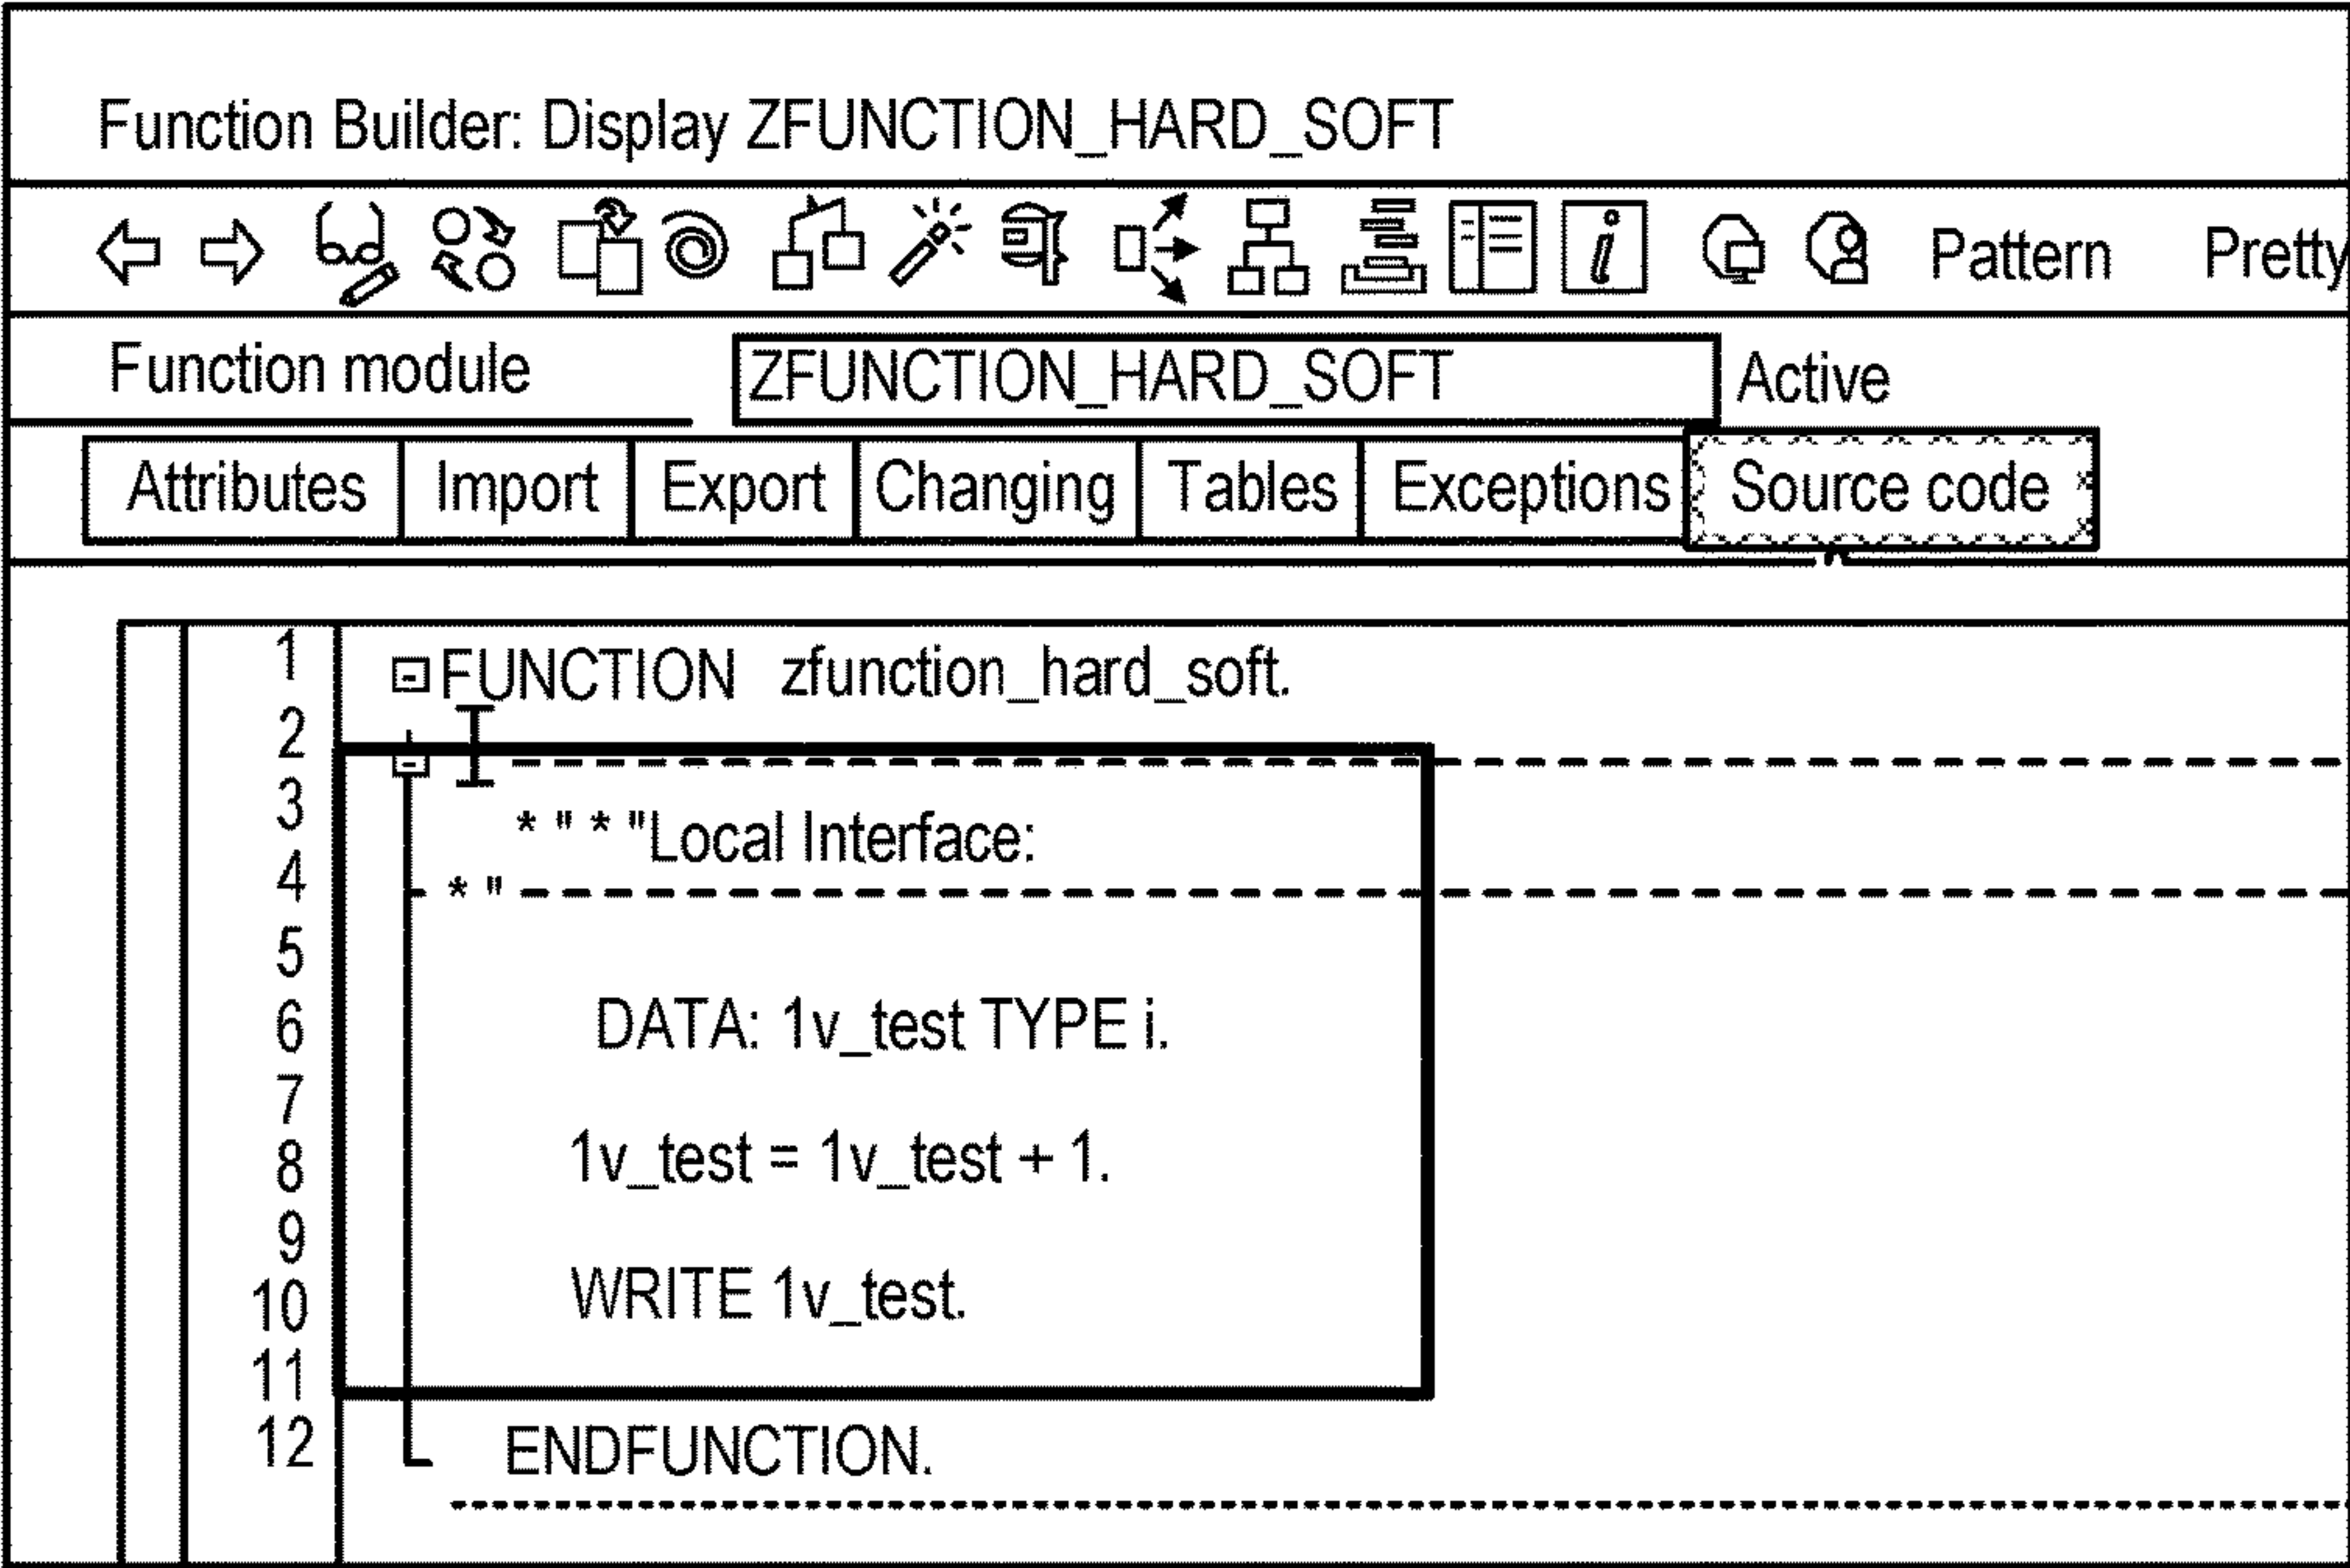 Function Builder: Display ZFUNCTION_HARD_SOFT
i Pattern Pretty
Function module ZFUNCTION_HARD_SOFT Active
Attributes Import Export Changing Tables Exceptions Source code
1 FUNCTION zfunction_hard_soft.
2
3 * " * "Local Interface:
4 * "
5
6 DATA: 1v_test TYPE i.
7
8 1v_test = 1v_test + 1.
9
10 WRITE 1v_test.
11
12 ENDFUNCTION.